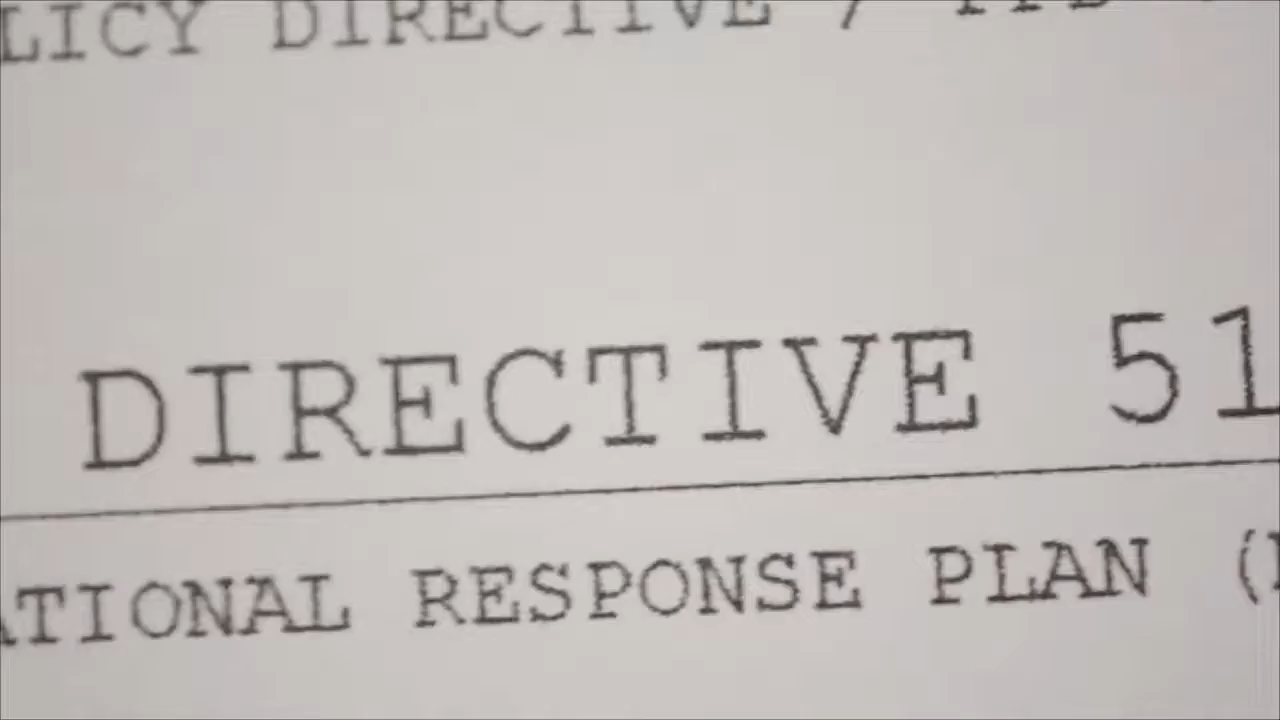 LICY DIRECTIVE /
DIRECTIVE 51
ATIONAL RESPONSE PLAN (